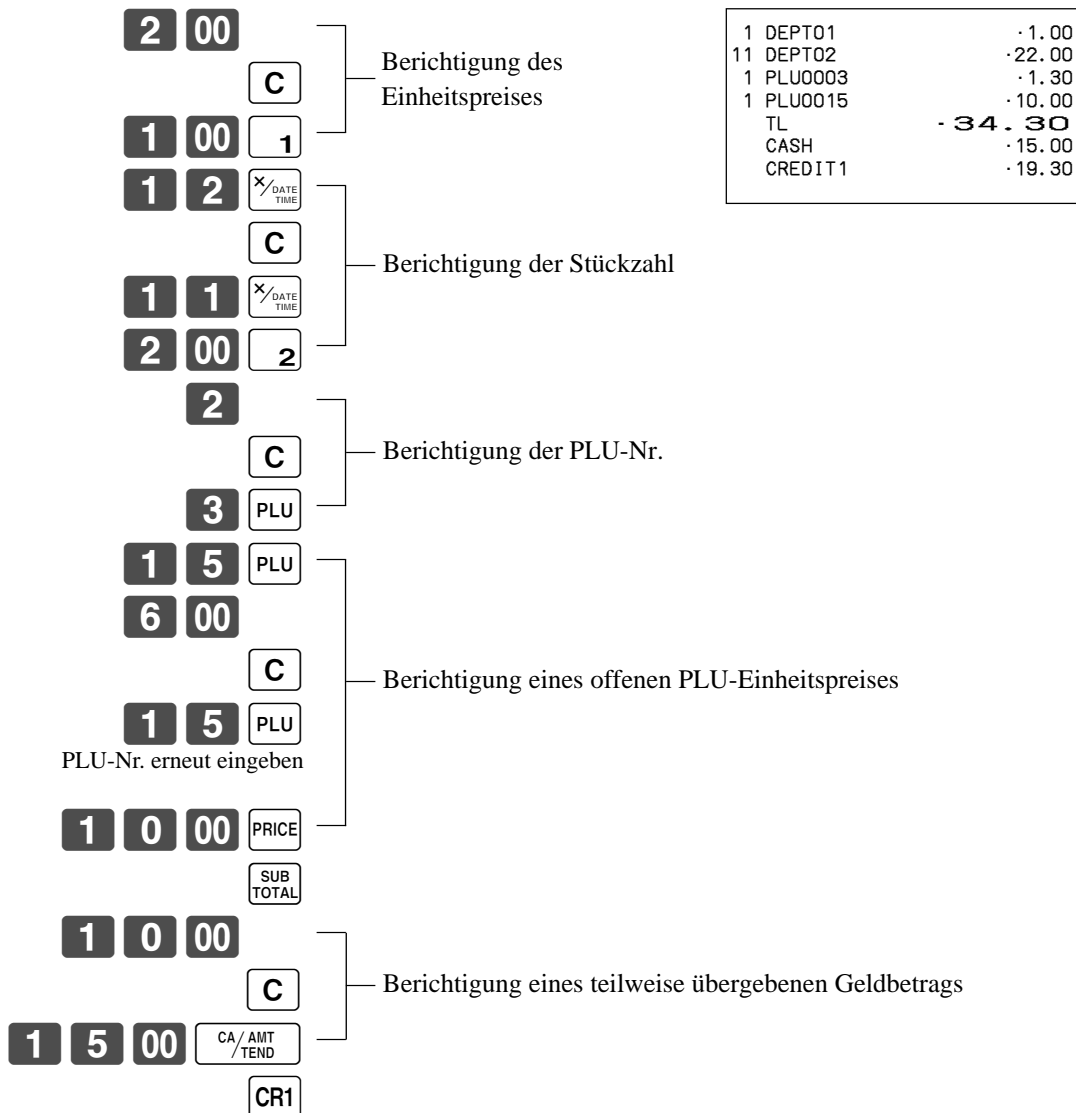 2 00
C
Berichtigung des
Einheitspreises
1 00 1
1 2 ×/DATE TIME
C
Berichtigung der Stückzahl
1 1 ×/DATE TIME
2 00 2
2
C
Berichtigung der PLU-Nr.
3 PLU
1 5 PLU
6 00
C
Berichtigung eines offenen PLU-Einheitspreises
1 5 PLU
PLU-Nr. erneut eingeben
1 0 00 PRICE
SUB
TOTAL
1 0 00
C
Berichtigung eines teilweise übergebenen Geldbetrags
1 5 00 CA/AMT /TEND
CR1
1 DEPT01 ·1.00
11 DEPT02 ·22.00
1 PLU0003 ·1.30
1 PLU0015 ·10.00
TL ·34.30
CASH ·15.00
CREDIT1 ·19.30